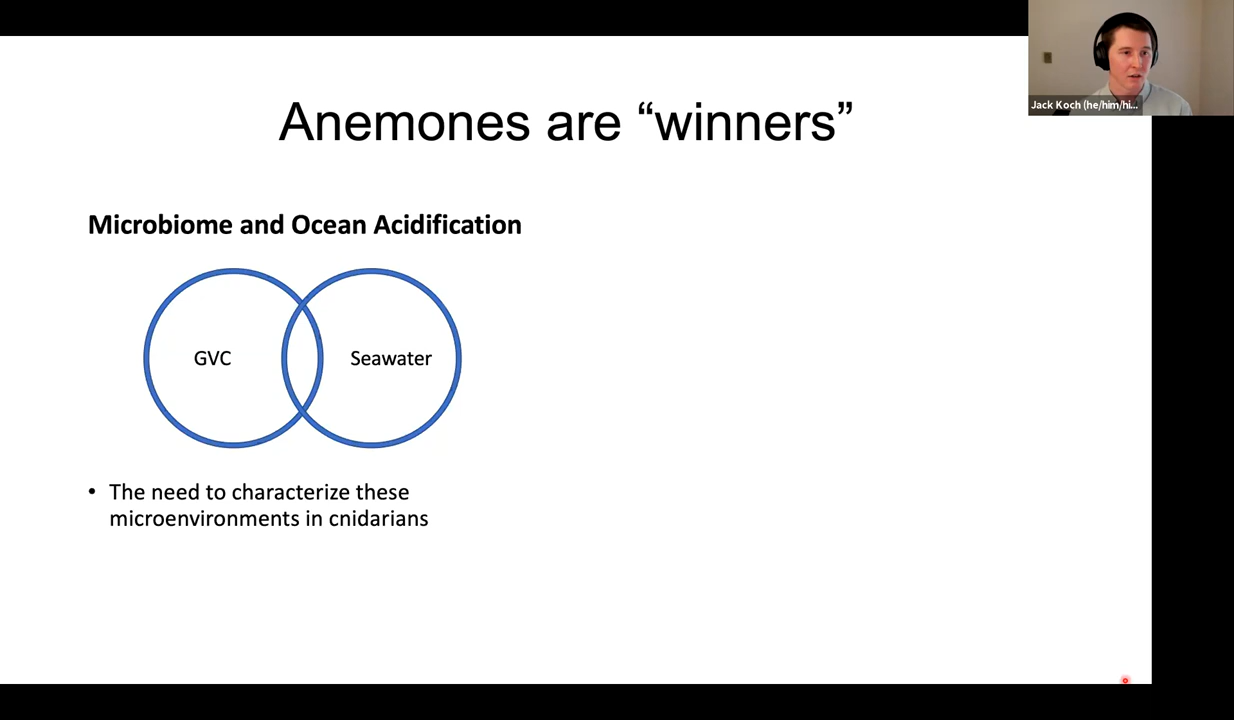 Jack Koch (he/him/hi...
Anemones are “winners”
Microbiome and Ocean Acidification
GVC
Seawater
• The need to characterize these
microenvironments in cnidarians